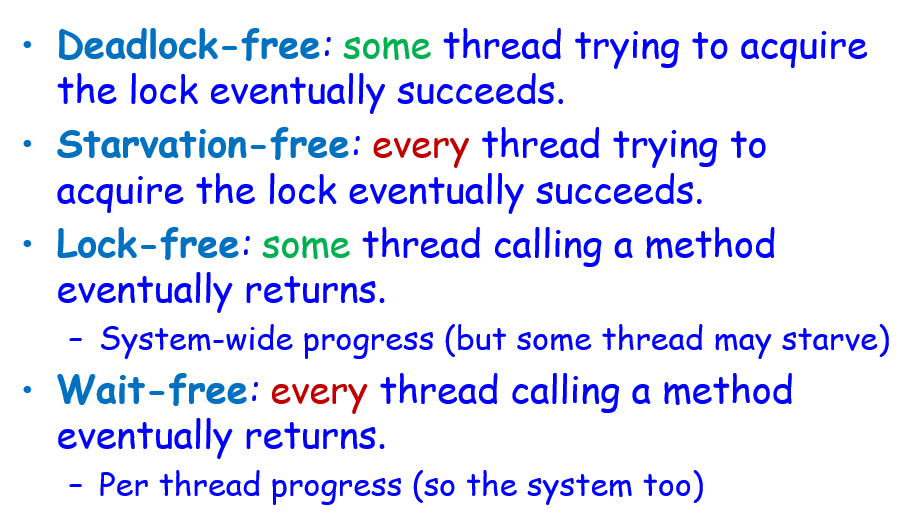 • Deadlock-free: some thread trying to acquire
the lock eventually succeeds.
• Starvation-free: every thread trying to
acquire the lock eventually succeeds.
• Lock-free: some thread calling a method
eventually returns.
– System-wide progress (but some thread may starve)
• Wait-free: every thread calling a method
eventually returns.
– Per thread progress (so the system too)